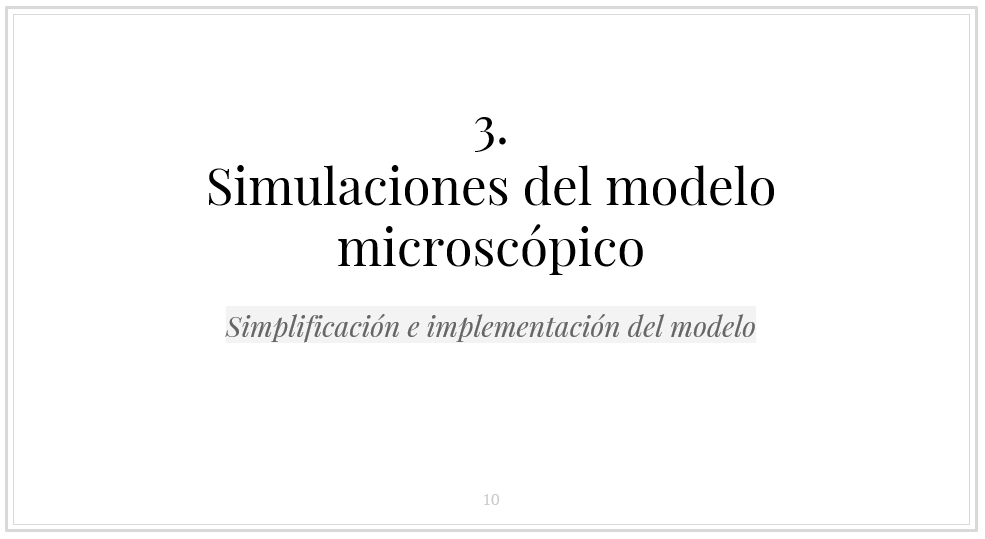 3.
Simulaciones del modelo
microscópico
Simplificación e implementación del modelo
10